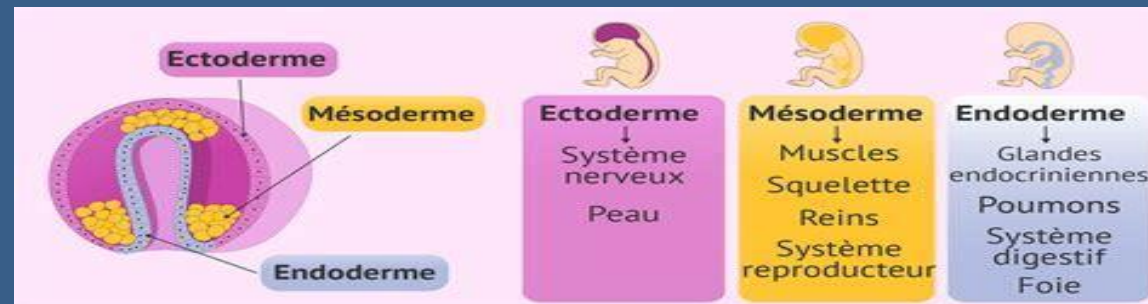 Ectoderme
Mésoderme
Endoderme
Ectoderme
Système
nerveux
Peau
Mésoderme
Muscles
Squelette
Reins
Système
reproducteur
Endoderme
Glandes
endocriniennes
Poumons
Système
digestif
Foie